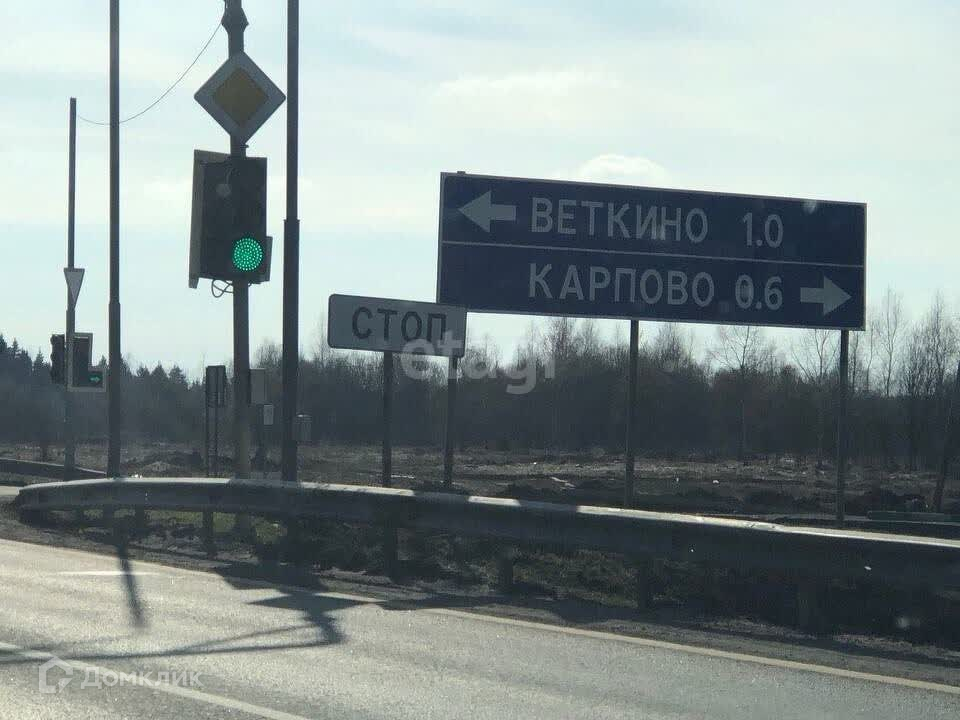 ВЕТКИНО 1.0
КАРПОВО 0.6
СТОП
etagi
Домклик